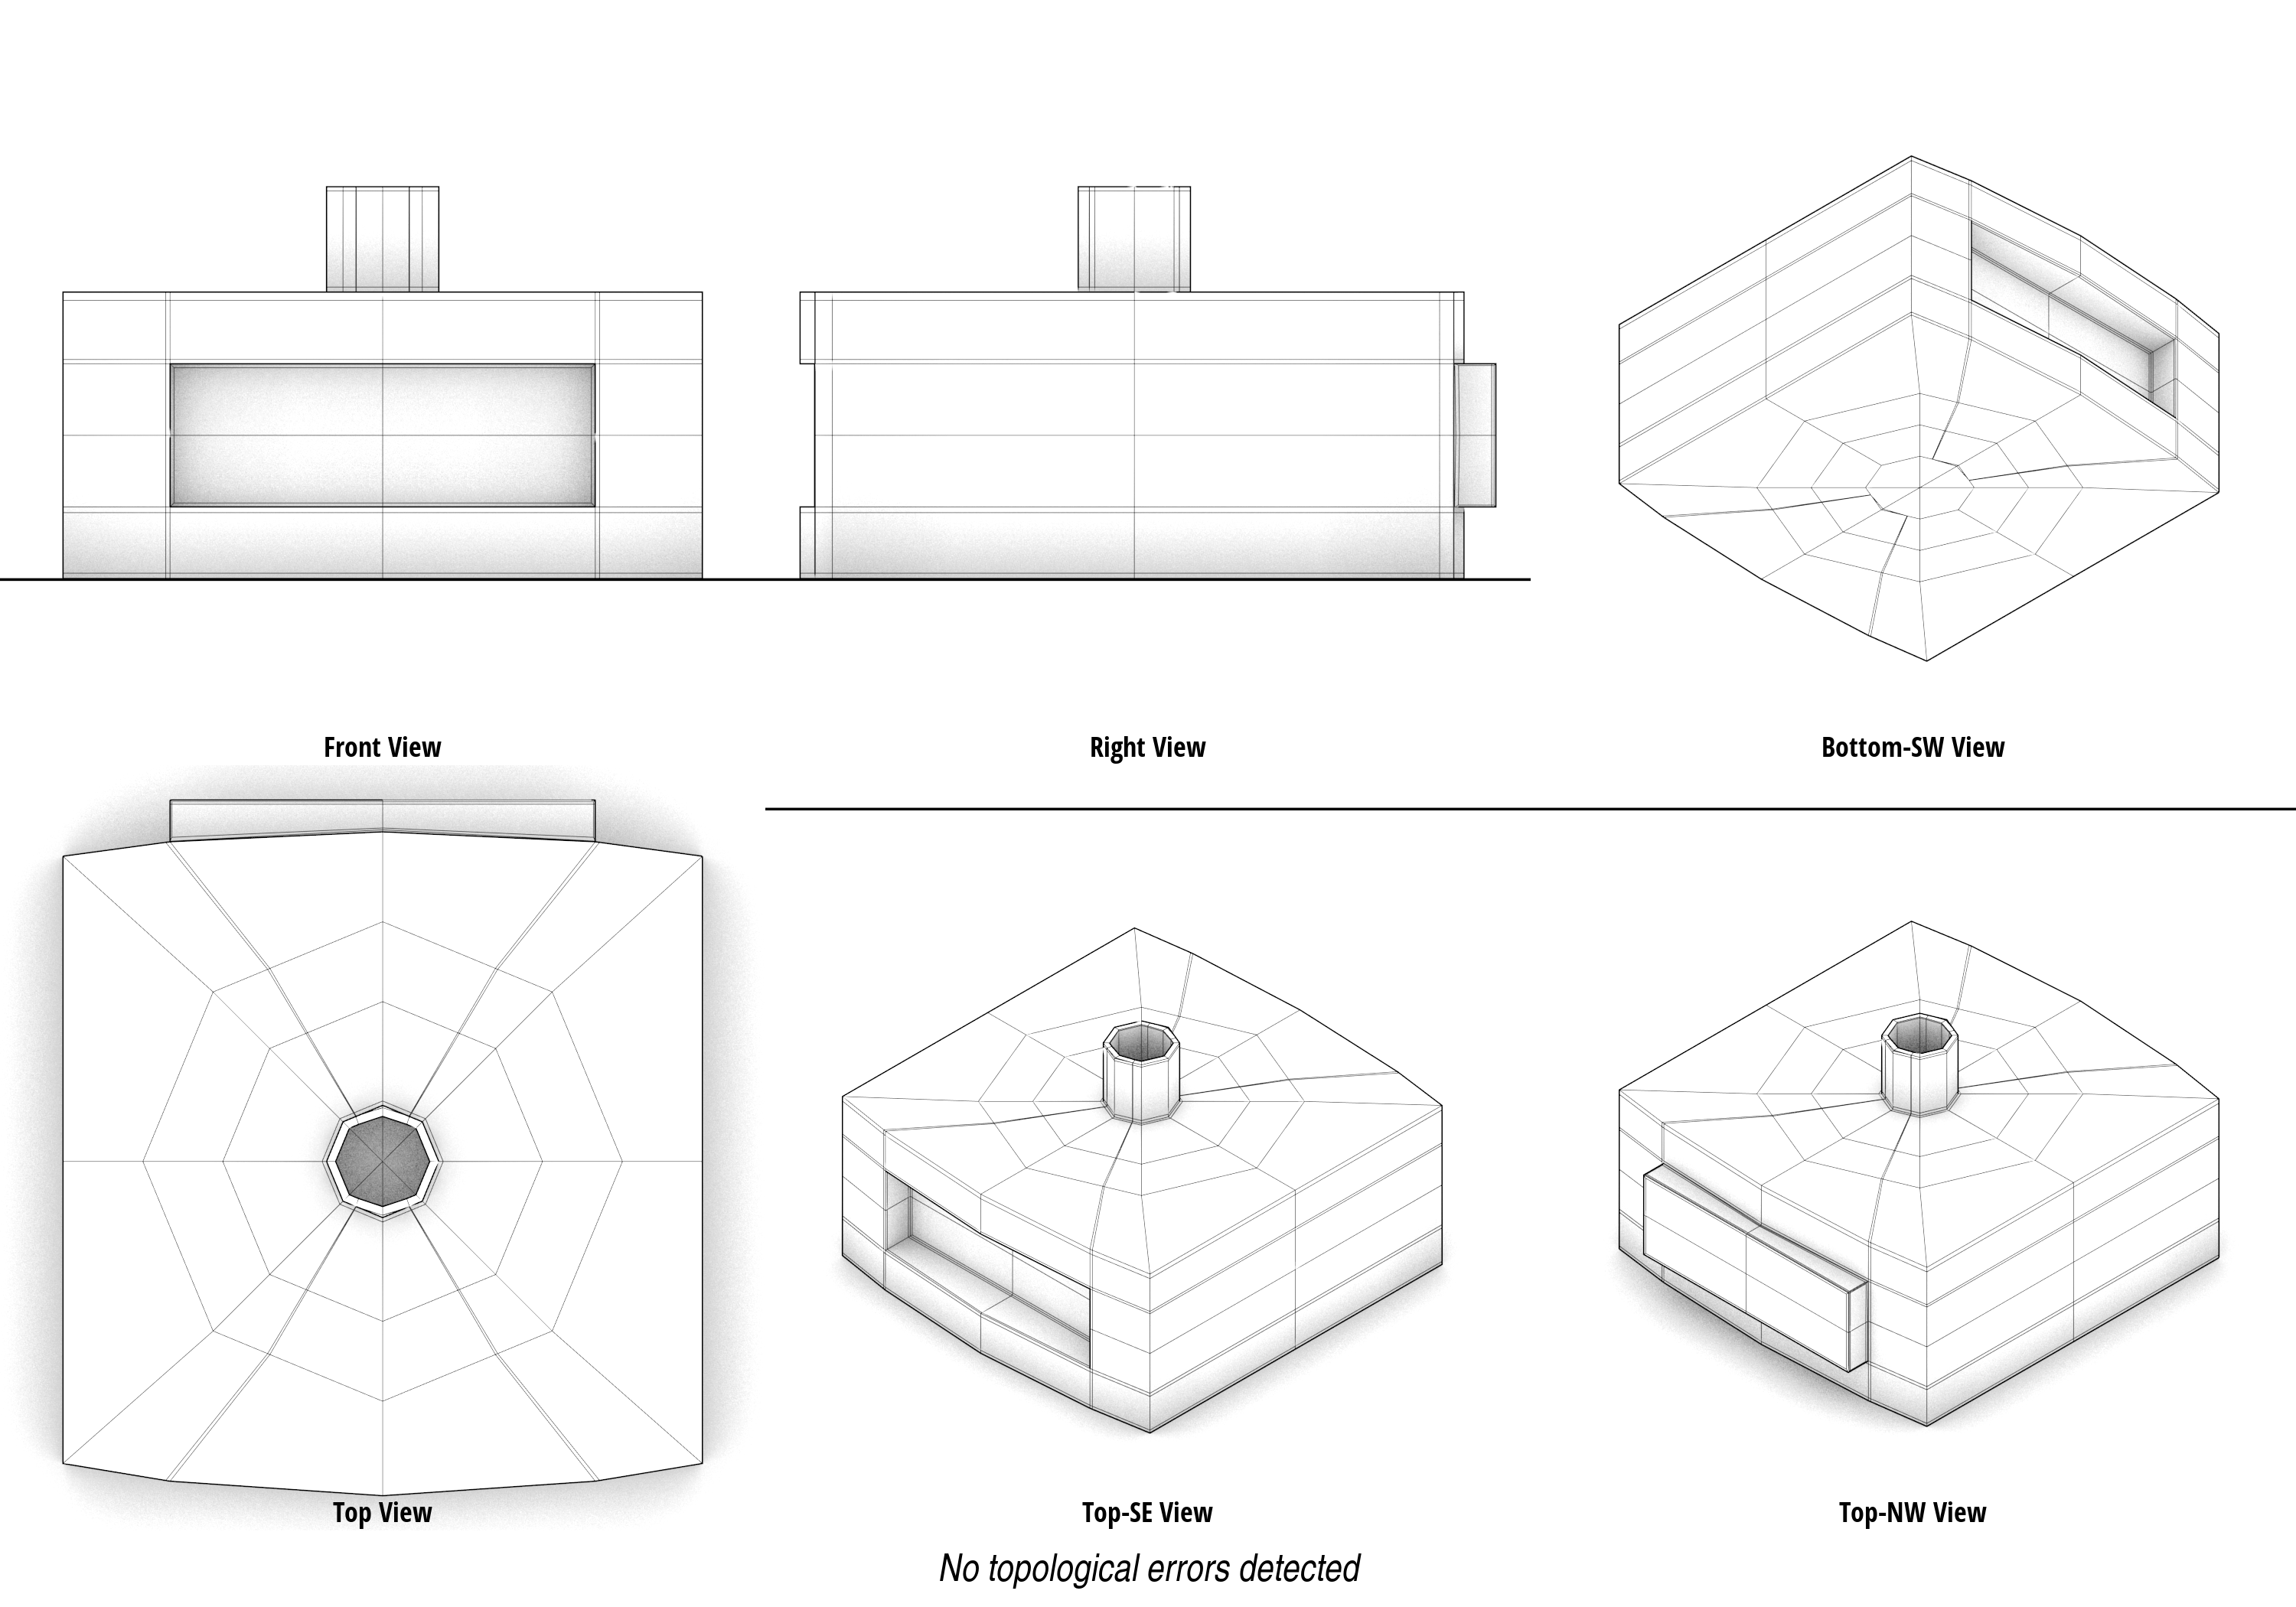 Front View
Right View
Bottom-SW View
Top View
Top-SE View
Top-NW View
No topological errors detected